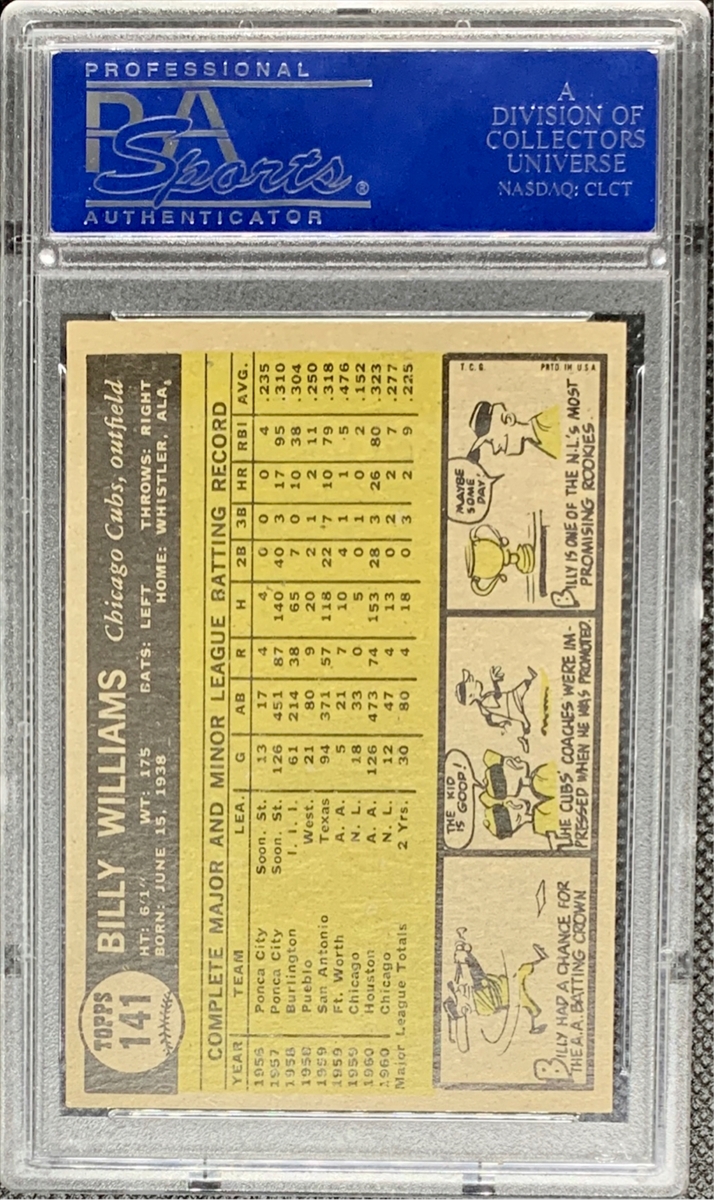 PROFESSIONAL
PSA
Sports®
AUTHENTICATOR
A
DIVISION OF
COLLECTORS
UNIVERSE
NASDAQ: CLCT
TOPPS
141
BILLY WILLIAMS Chicago Cubs, outfield
HT: 6'1" WT: 175 BATS: LEFT THROWS: RIGHT
BORN: JUNE 15, 1938 HOME: WHISTLER, ALA.
COMPLETE MAJOR AND MINOR LEAGUE BATTING RECORD
YEAR TEAM LEA. G AB R H 2B 3B HR RBI AVG.
1956 Ponca City Soon. St. 13 17 4 4 0 0 0 4 .235
1957 Ponca City Soon. St. 126 451 87 140 40 3 17 95 .310
1958 Burlington I. I. I. 61 214 38 65 7 0 10 38 .304
1958 Pueblo West. 21 80 9 20 2 1 2 11 .250
1959 San Antonio Texas 94 371 57 118 22 7 10 79 .318
1959 Ft. Worth A. A. 5 21 7 10 4 1 1 5 .476
1959 Chicago N. L. 18 33 0 5 0 1 0 2 .152
1960 Houston A. A. 126 473 74 153 28 3 26 80 .323
1960 Chicago N. L. 12 47 4 13 0 2 2 7 .277
Major League Totals 2 Yrs. 30 80 4 18 0 3 2 9 .225
BILLY HAD A CHANCE FOR
THE A.A. BATTING CROWN
THE KID
IS GOOD!
THE CUBS' COACHES WERE IM-
PRESSED WHEN HE WAS PROMOTED.
T.C.G. PRTD. IN U.S.A.
MAYBE
SOME
DAY!
BILLY IS ONE OF THE N.L.'S MOST
PROMISING ROOKIES